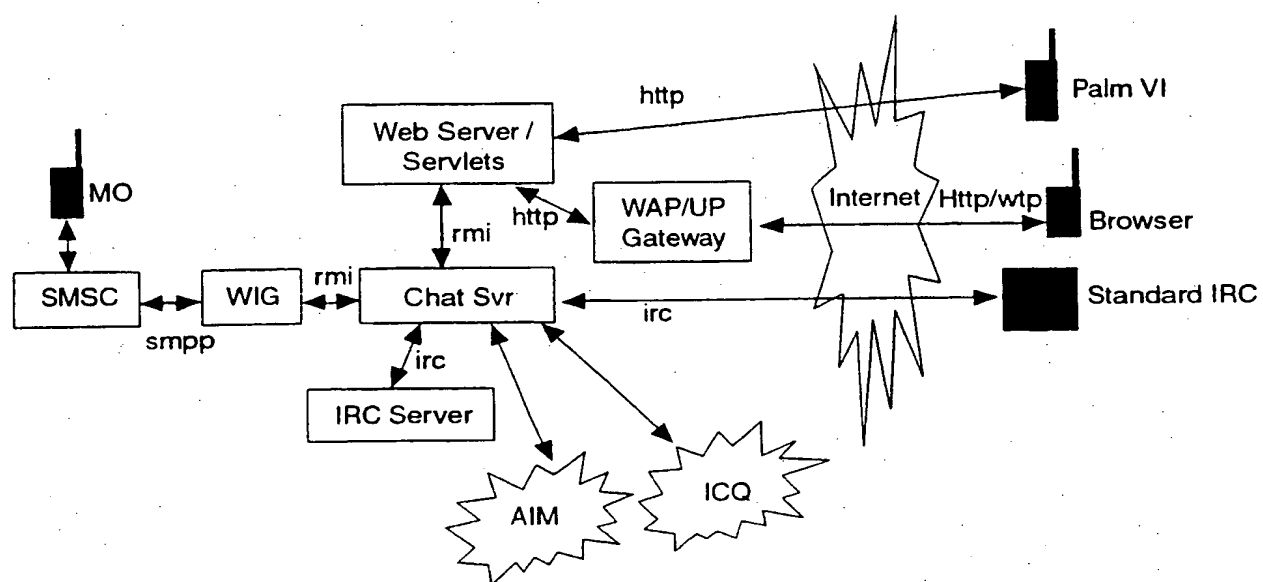 http
Palm VI
Web Server /
Servlets
MO
rmi
http
WAP/UP
Gateway
Internet
Http/wtp
Browser
SMSC
smpp
WIG
rmi
Chat Svr
irc
Standard IRC
irc
IRC Server
AIM
ICQ